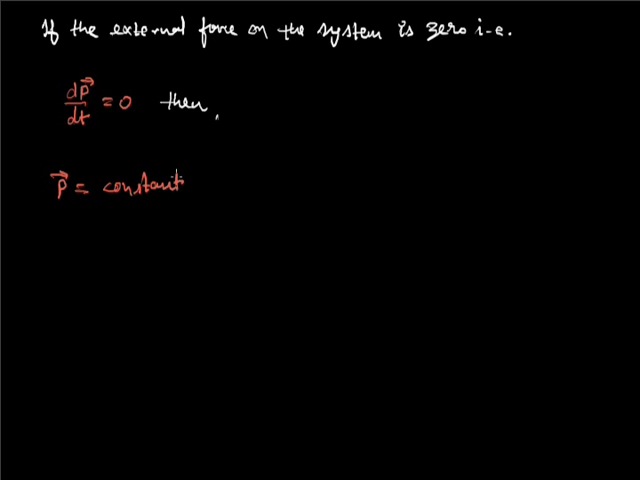 If the external force on the system is zero i-e.
dP⃗/dt = 0 then,
P⃗ = constant